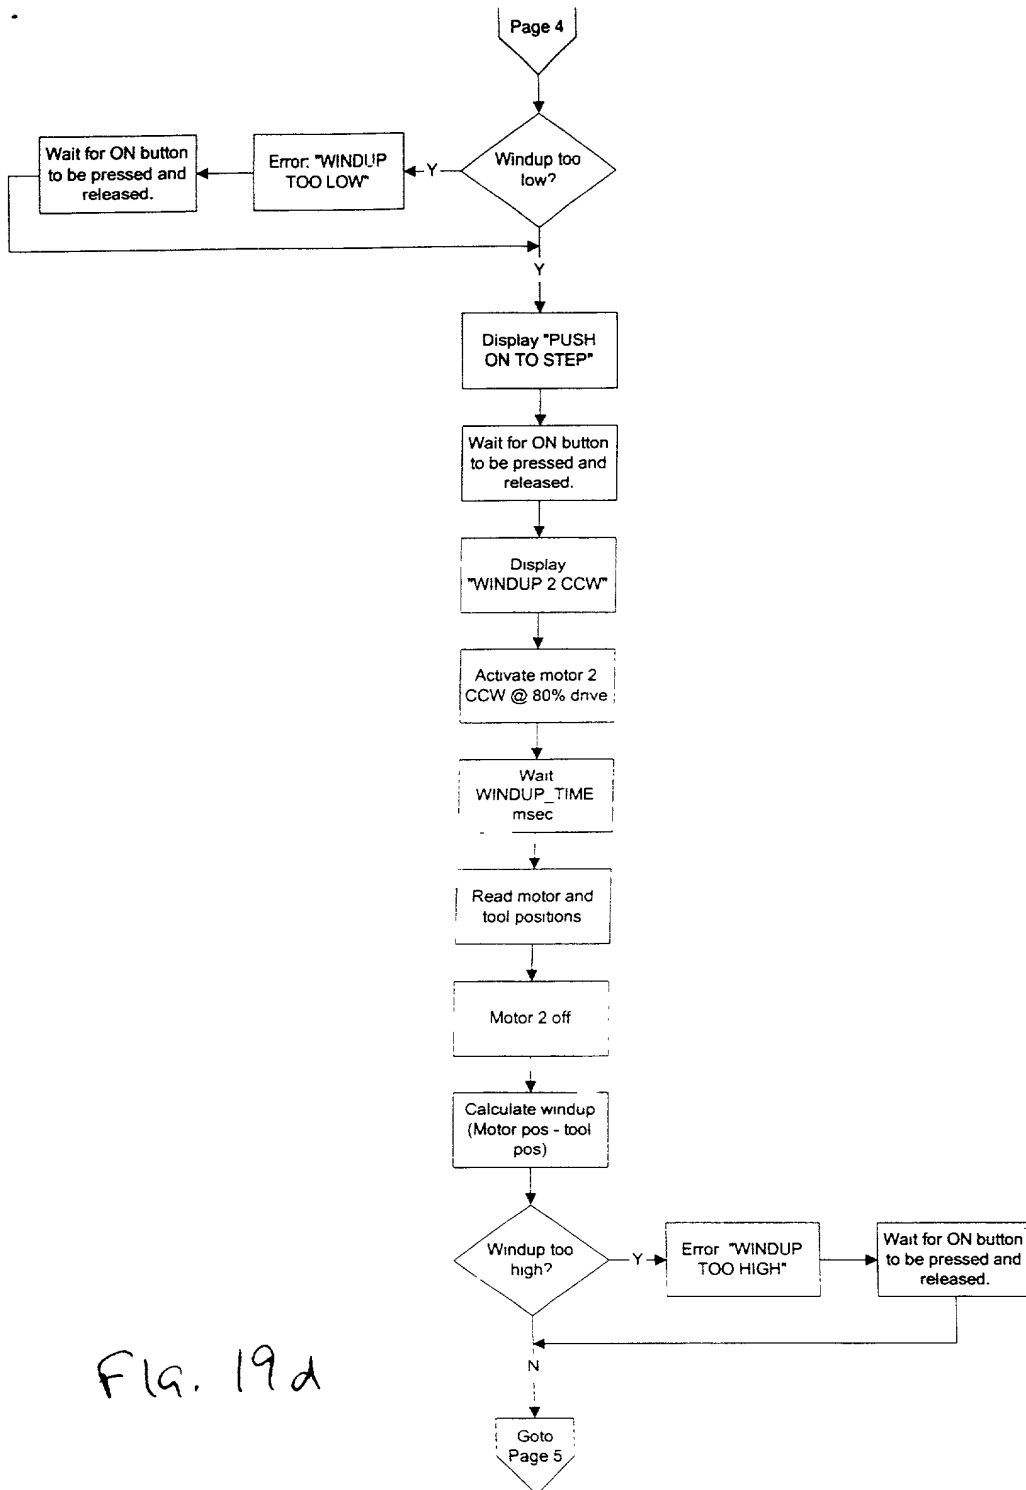 Page 4
Windup too
low?
Y
Error: "WINDUP
TOO LOW"
Wait for ON button
to be pressed and
released.
Y
Display "PUSH
ON TO STEP"
Wait for ON button
to be pressed and
released.
Display
"WINDUP 2 CCW"
Activate motor 2
CCW @ 80% drive
Wait
WINDUP_TIME
msec
Read motor and
tool positions
Motor 2 off
Calculate windup
(Motor pos - tool
pos)
Windup too
high?
Y
Error "WINDUP
TOO HIGH"
Wait for ON button
to be pressed and
released.
N
Goto
Page 5
FIG. 19d